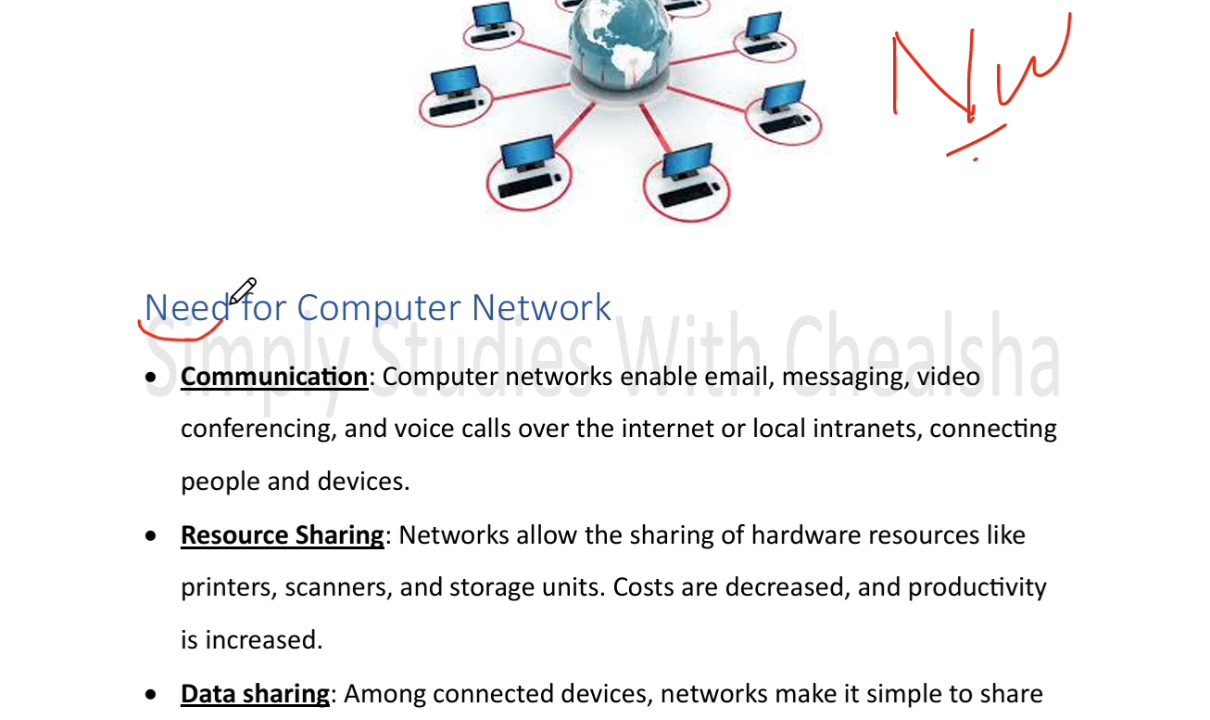 Nw
Need for Computer Network
Simply Studies With Chealsha
• Communication: Computer networks enable email, messaging, video
conferencing, and voice calls over the internet or local intranets, connecting
people and devices.
• Resource Sharing: Networks allow the sharing of hardware resources like
printers, scanners, and storage units. Costs are decreased, and productivity
is increased.
• Data sharing: Among connected devices, networks make it simple to share